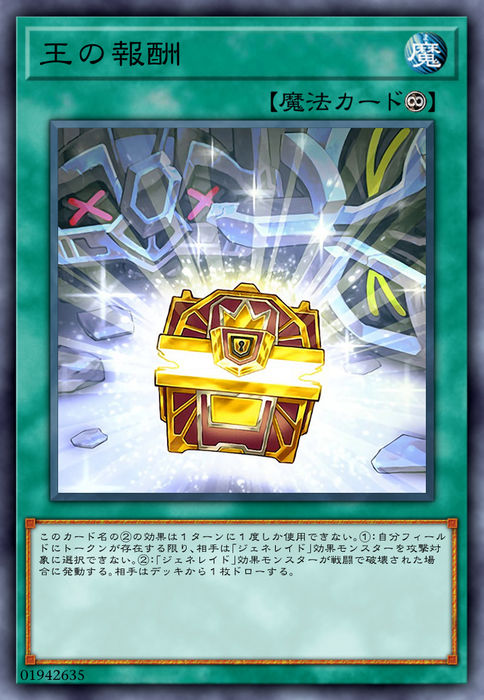 王の報酬
魔
【魔法カード♾】
このカード名の②の効果は1ターンに1度しか使用できない。①:自分フィール
ドにトークンが存在する限り、相手は「ジェネレイド」効果モンスターを攻撃対
象に選択できない。②:「ジェネレイド」効果モンスターが戦闘で破壊された場
合に発動する。相手はデッキから1枚ドローする。
01942635